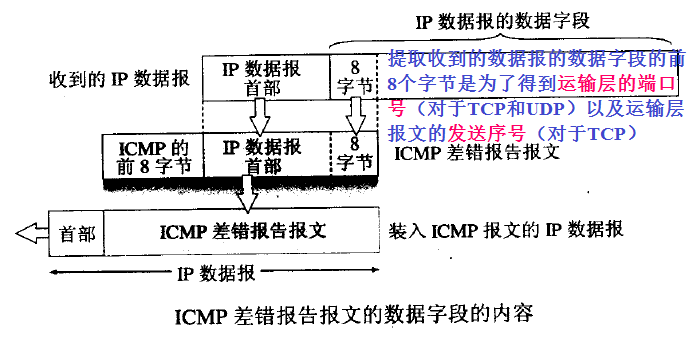 IP 数据报的数据字段
收到的 IP 数据报
IP 数据报
首部
8
字节
提取收到的数据报的数据字段的前
8个字节是为了得到运输层的端口
号（对于TCP和UDP）以及运输层
报文的发送序号（对于TCP）
ICMP 的
前 8 字节
IP 数据报
首部
8
字节
ICMP 差错报告报文
首部
ICMP 差错报告报文
装入 ICMP 报文的 IP 数据报
IP 数据报
ICMP 差错报告报文的数据字段的内容